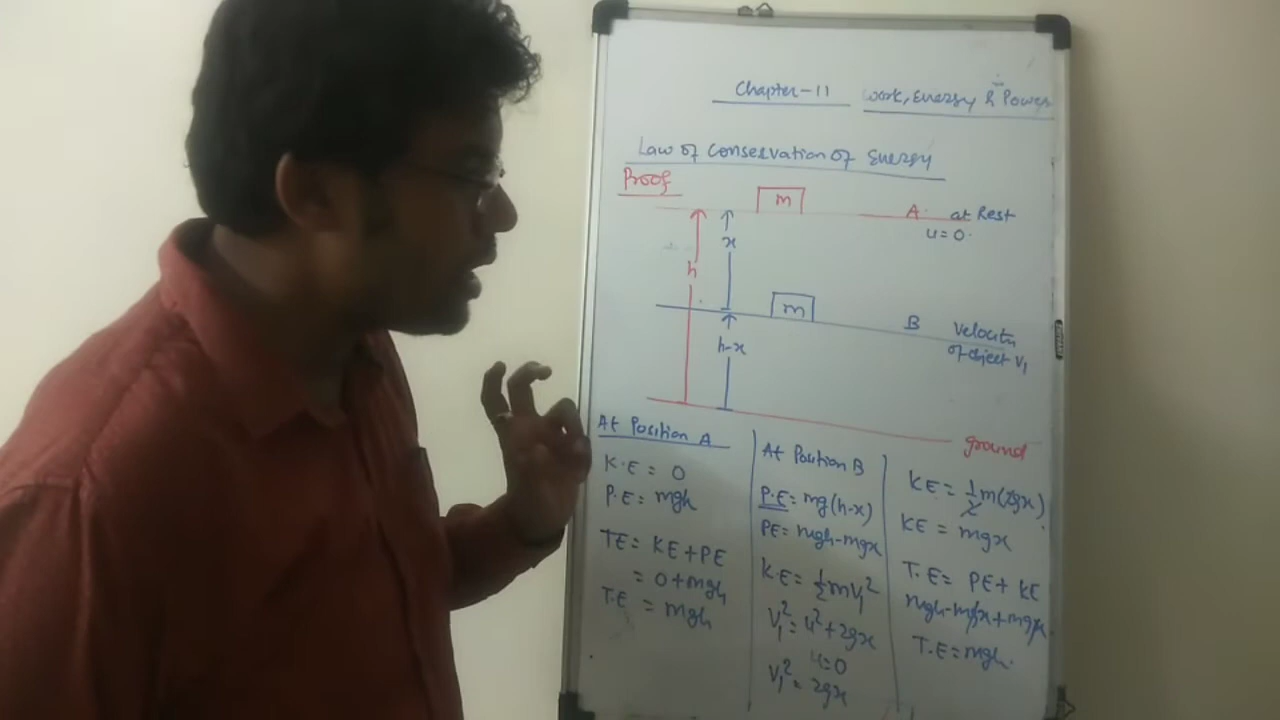 Chapter-11 Work, Energy & Power
Law of Conservation of Energy
Proof
m
A. at Rest
u=0.
x
h
m
B Velocity
of object V₁
h-x
ground
At Position A
K.E = 0
P.E = mgh
TE = KE+PE
= 0+mgh
T.E = mgh
At Position B
P.E = mg(h-x)
PE = mgh-mgx
K.E = ½mV₁²
V₁² = u²+2gx
u=0
V₁² = 2gx
KE = ½m(2gx)
KE = mgx
T.E = PE+KE
mgh-mgx+mgx.
T.E = mgh.